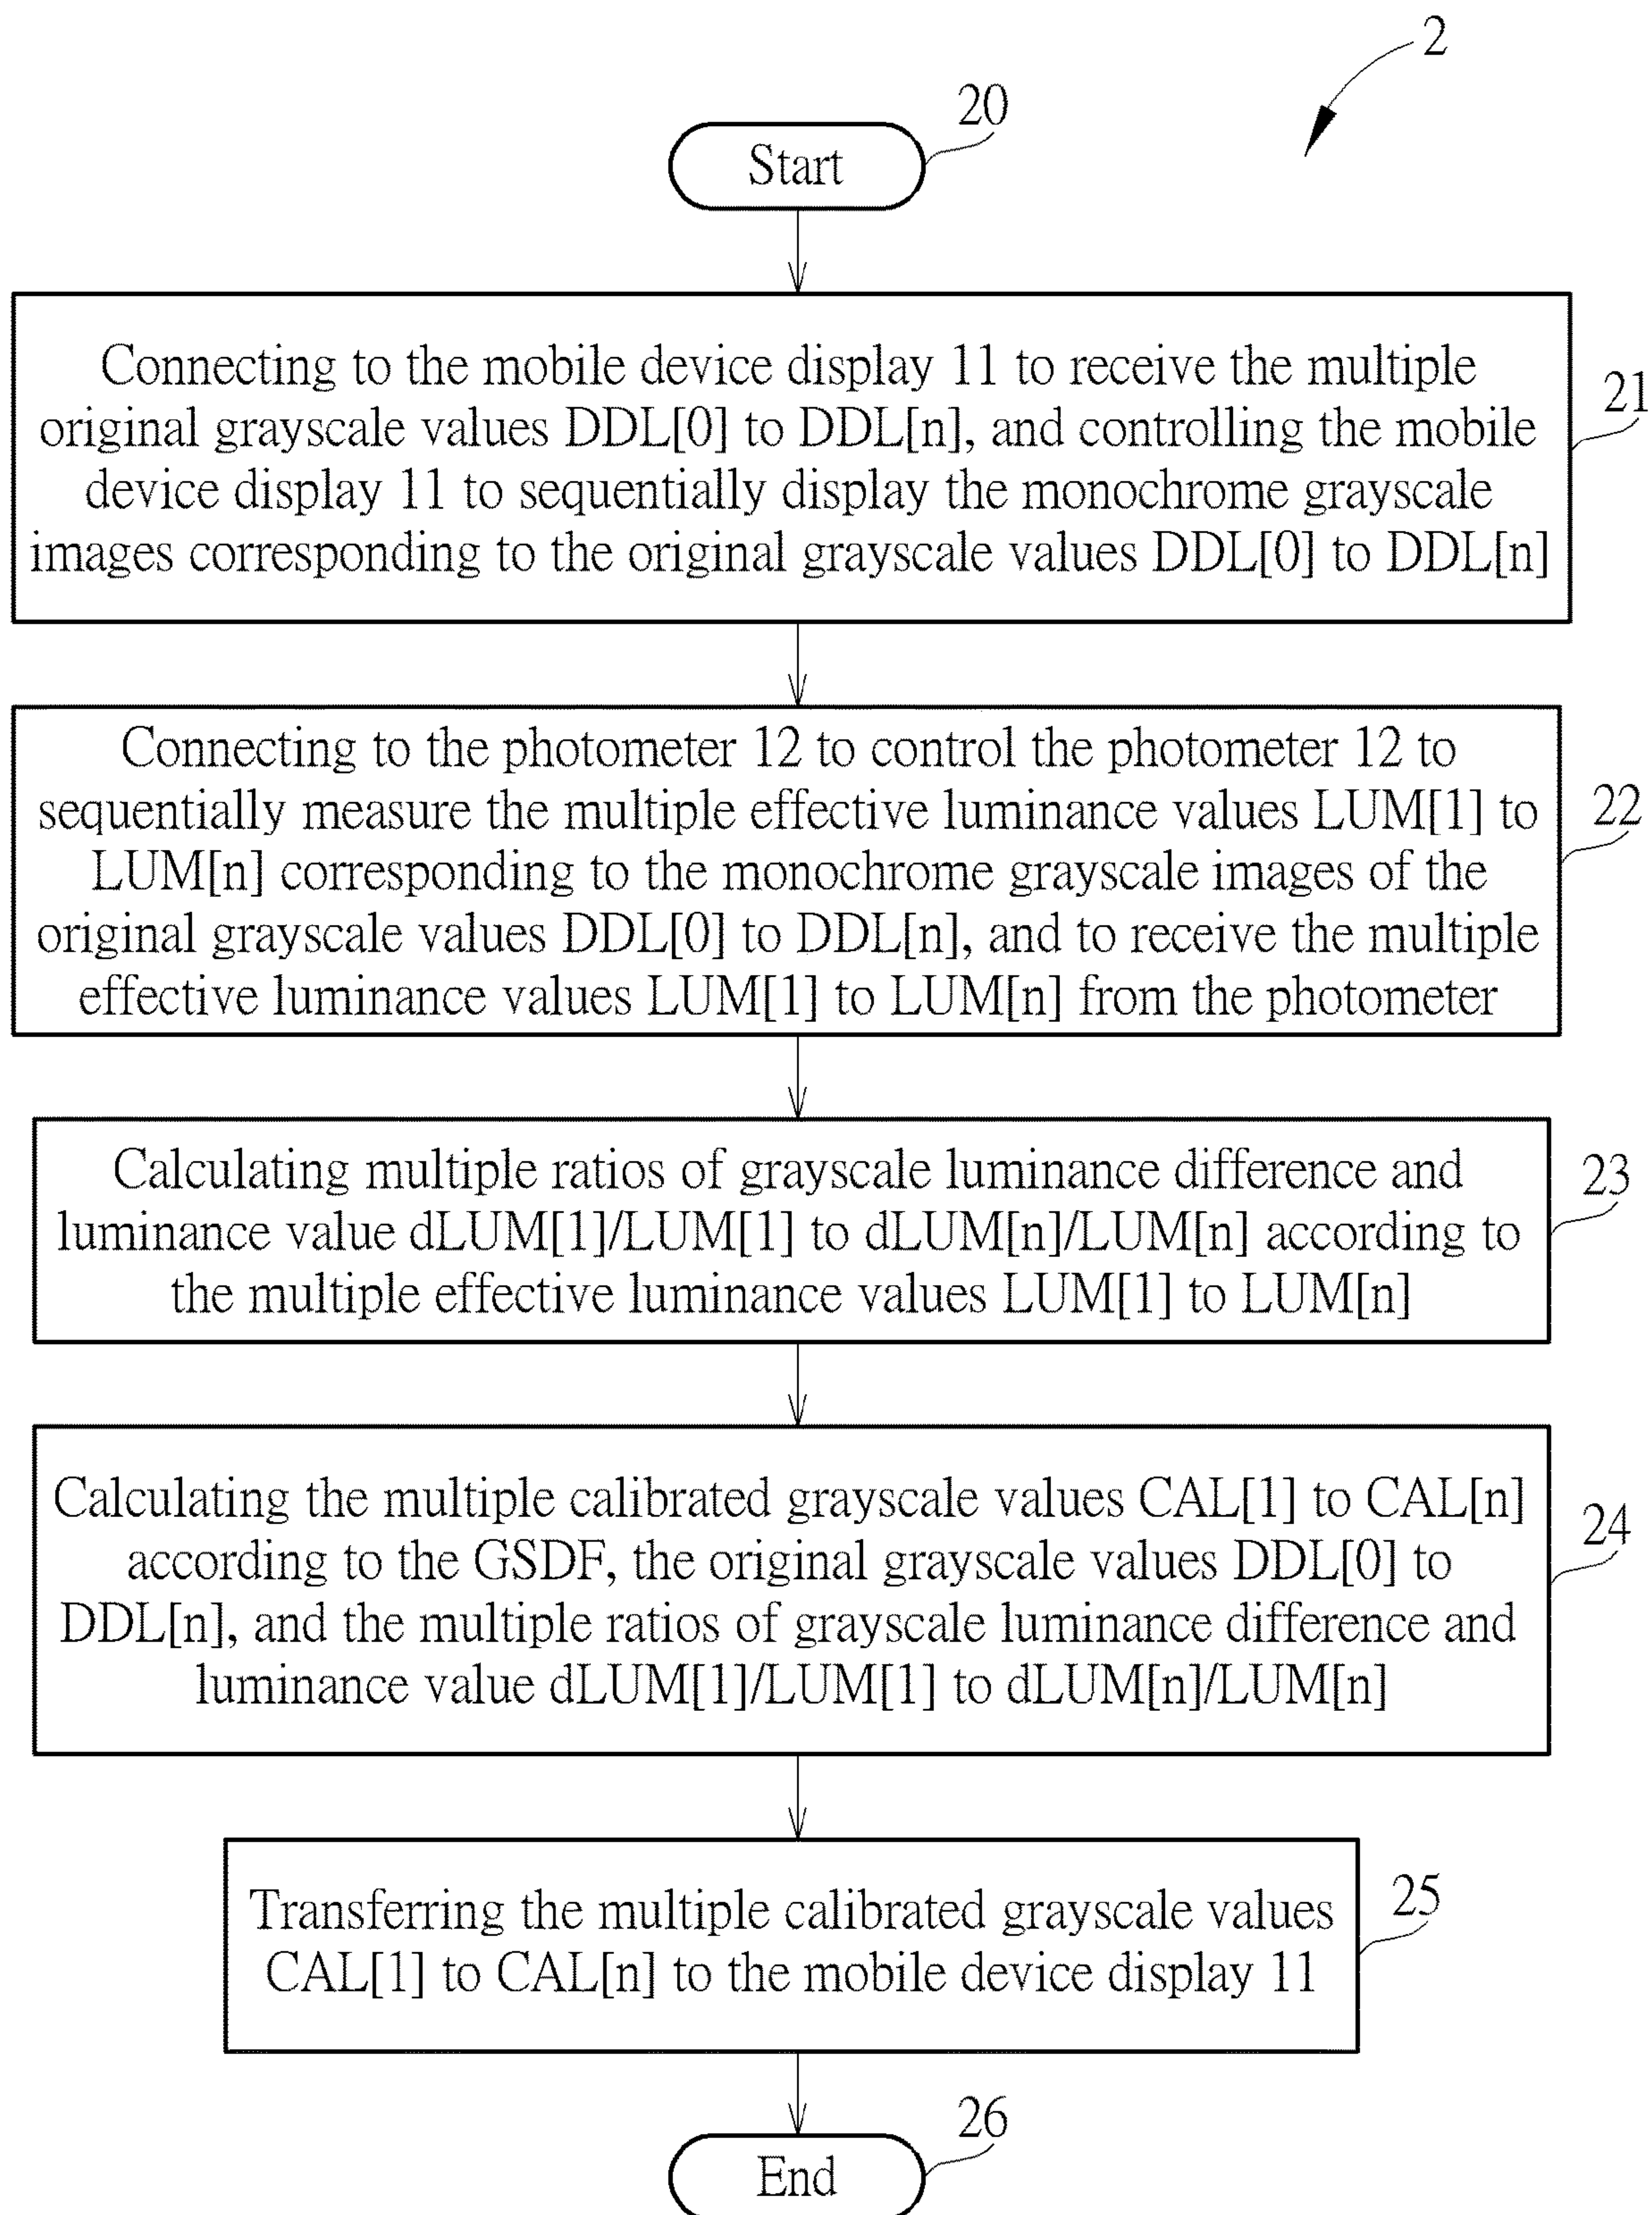 2
20
Start
Connecting to the mobile device display 11 to receive the multiple
original grayscale values DDL[0] to DDL[n], and controlling the mobile
device display 11 to sequentially display the monochrome grayscale
images corresponding to the original grayscale values DDL[0] to DDL[n]
21
Connecting to the photometer 12 to control the photometer 12 to
sequentially measure the multiple effective luminance values LUM[1] to
LUM[n] corresponding to the monochrome grayscale images of the
original grayscale values DDL[0] to DDL[n], and to receive the multiple
effective luminance values LUM[1] to LUM[n] from the photometer
22
Calculating multiple ratios of grayscale luminance difference and
luminance value dLUM[1]/LUM[1] to dLUM[n]/LUM[n] according to
the multiple effective luminance values LUM[1] to LUM[n]
23
Calculating the multiple calibrated grayscale values CAL[1] to CAL[n]
according to the GSDF, the original grayscale values DDL[0] to
DDL[n], and the multiple ratios of grayscale luminance difference and
luminance value dLUM[1]/LUM[1] to dLUM[n]/LUM[n]
24
Transferring the multiple calibrated grayscale values
CAL[1] to CAL[n] to the mobile device display 11
25
26
End